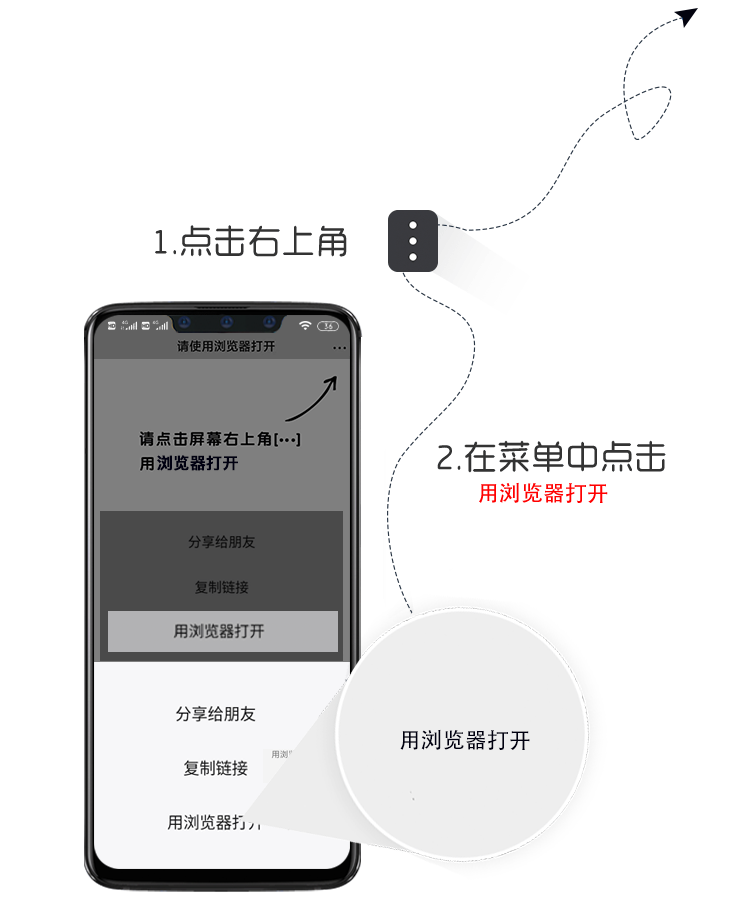 1.点击右上角
36
请使用浏览器打开
请点击屏幕右上角[···]
用浏览器打开
2.在菜单中点击
用浏览器打开
分享给朋友
复制链接
用浏览器打开
分享给朋友
用浏
复制链接
用浏览器打开
用浏览器打开